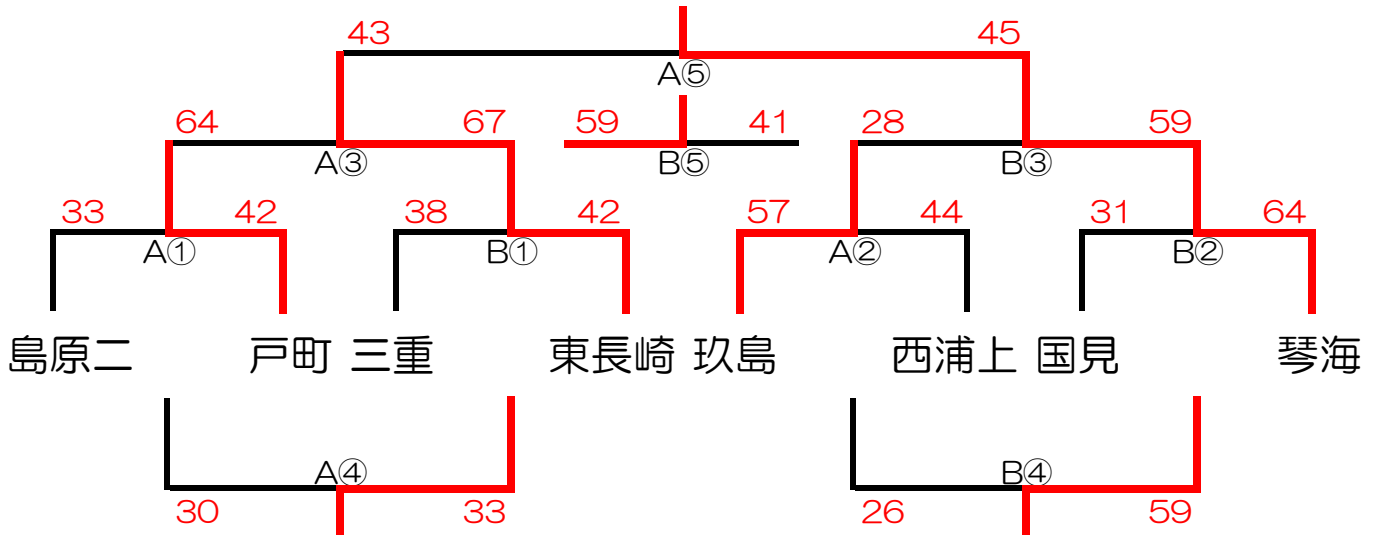 43 45
A⑤
64 67 59 41 28 59
A③ B⑤ B③
33 42 38 42 57 44 31 64
A① B① A② B②
島原二 戸町 三重 東長崎 玖島 西浦上 国見 琴海
A④ B④
30 33 26 59